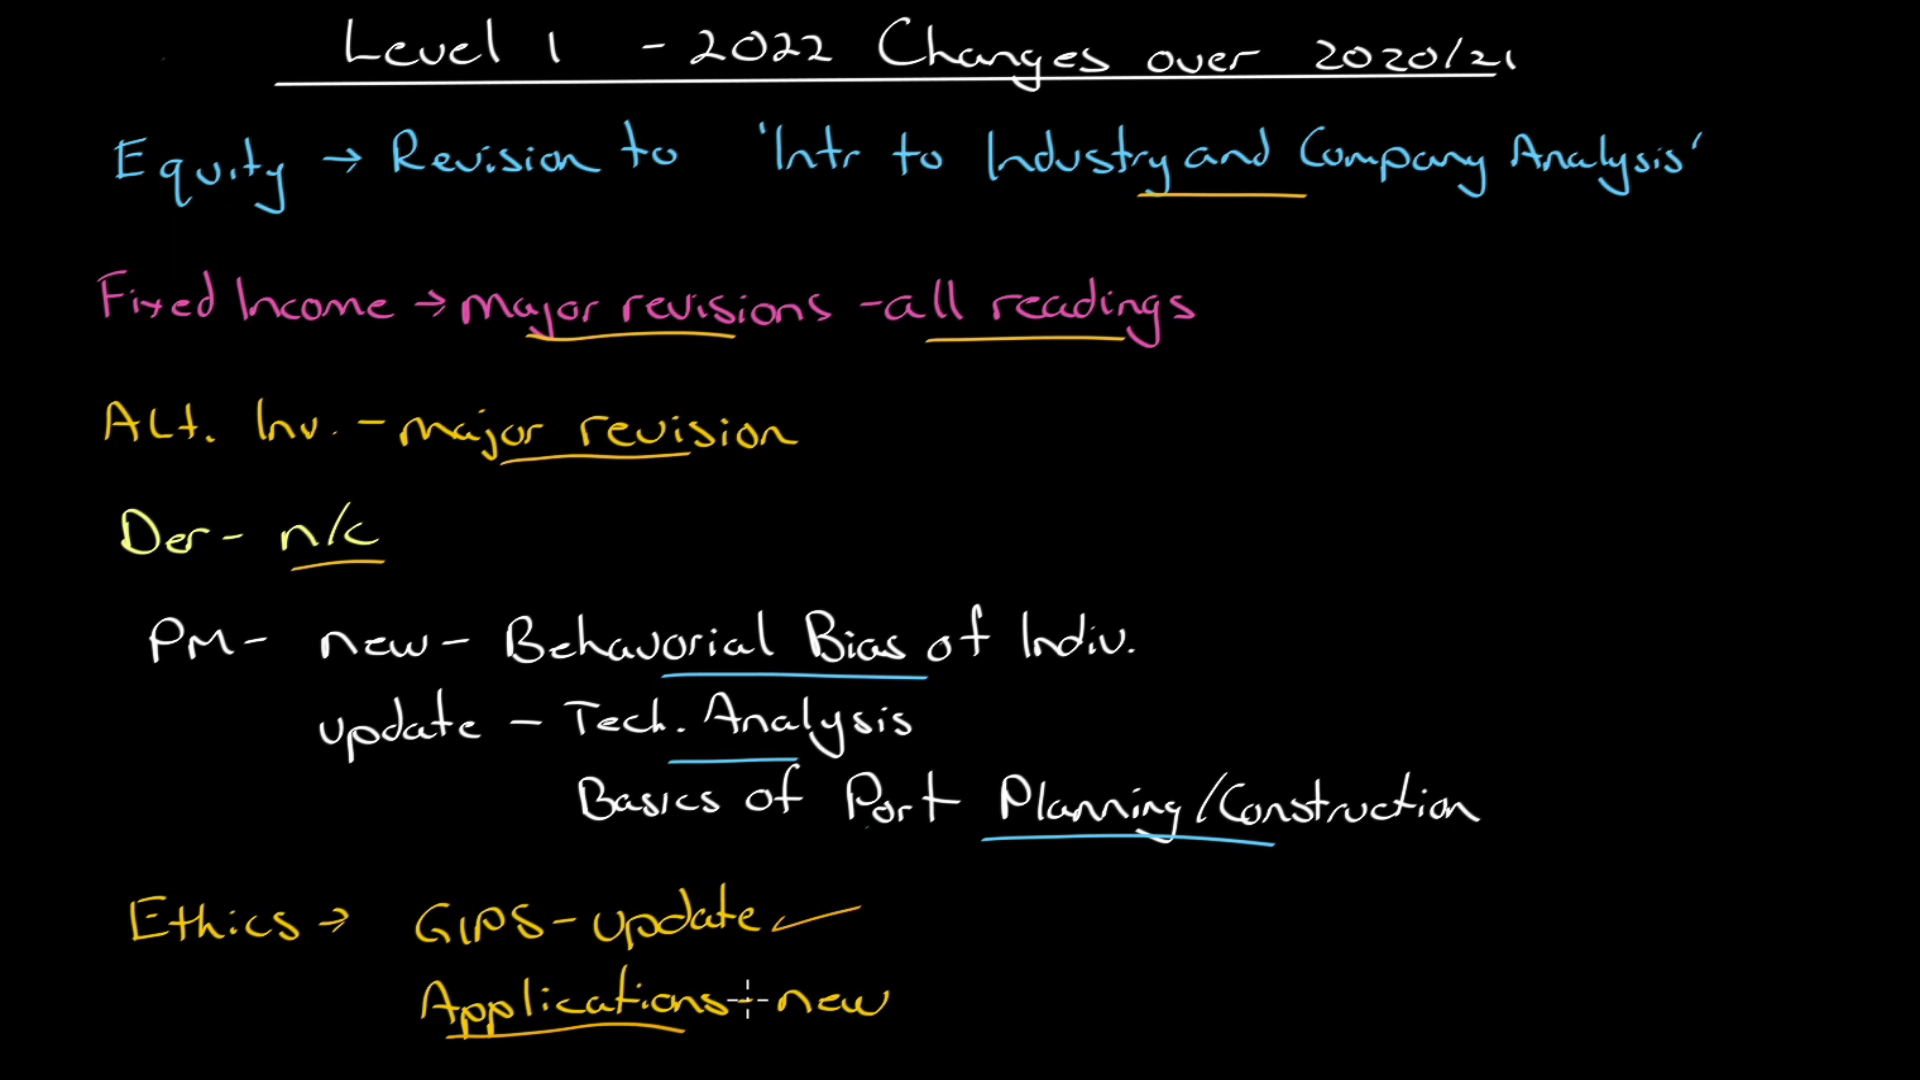 Level 1 - 2022 Changes over 2020/21
Equity → Revision to 'Intr to Industry and Company Analysis'
Fixed Income → major revisions - all readings
Alt. Inv. - major revision
Der - n/c
PM - new - Behavorial Bias of Indiv.
update - Tech. Analysis
Basics of Port Planning/Construction
Ethics → GIPS - update
Applications - new